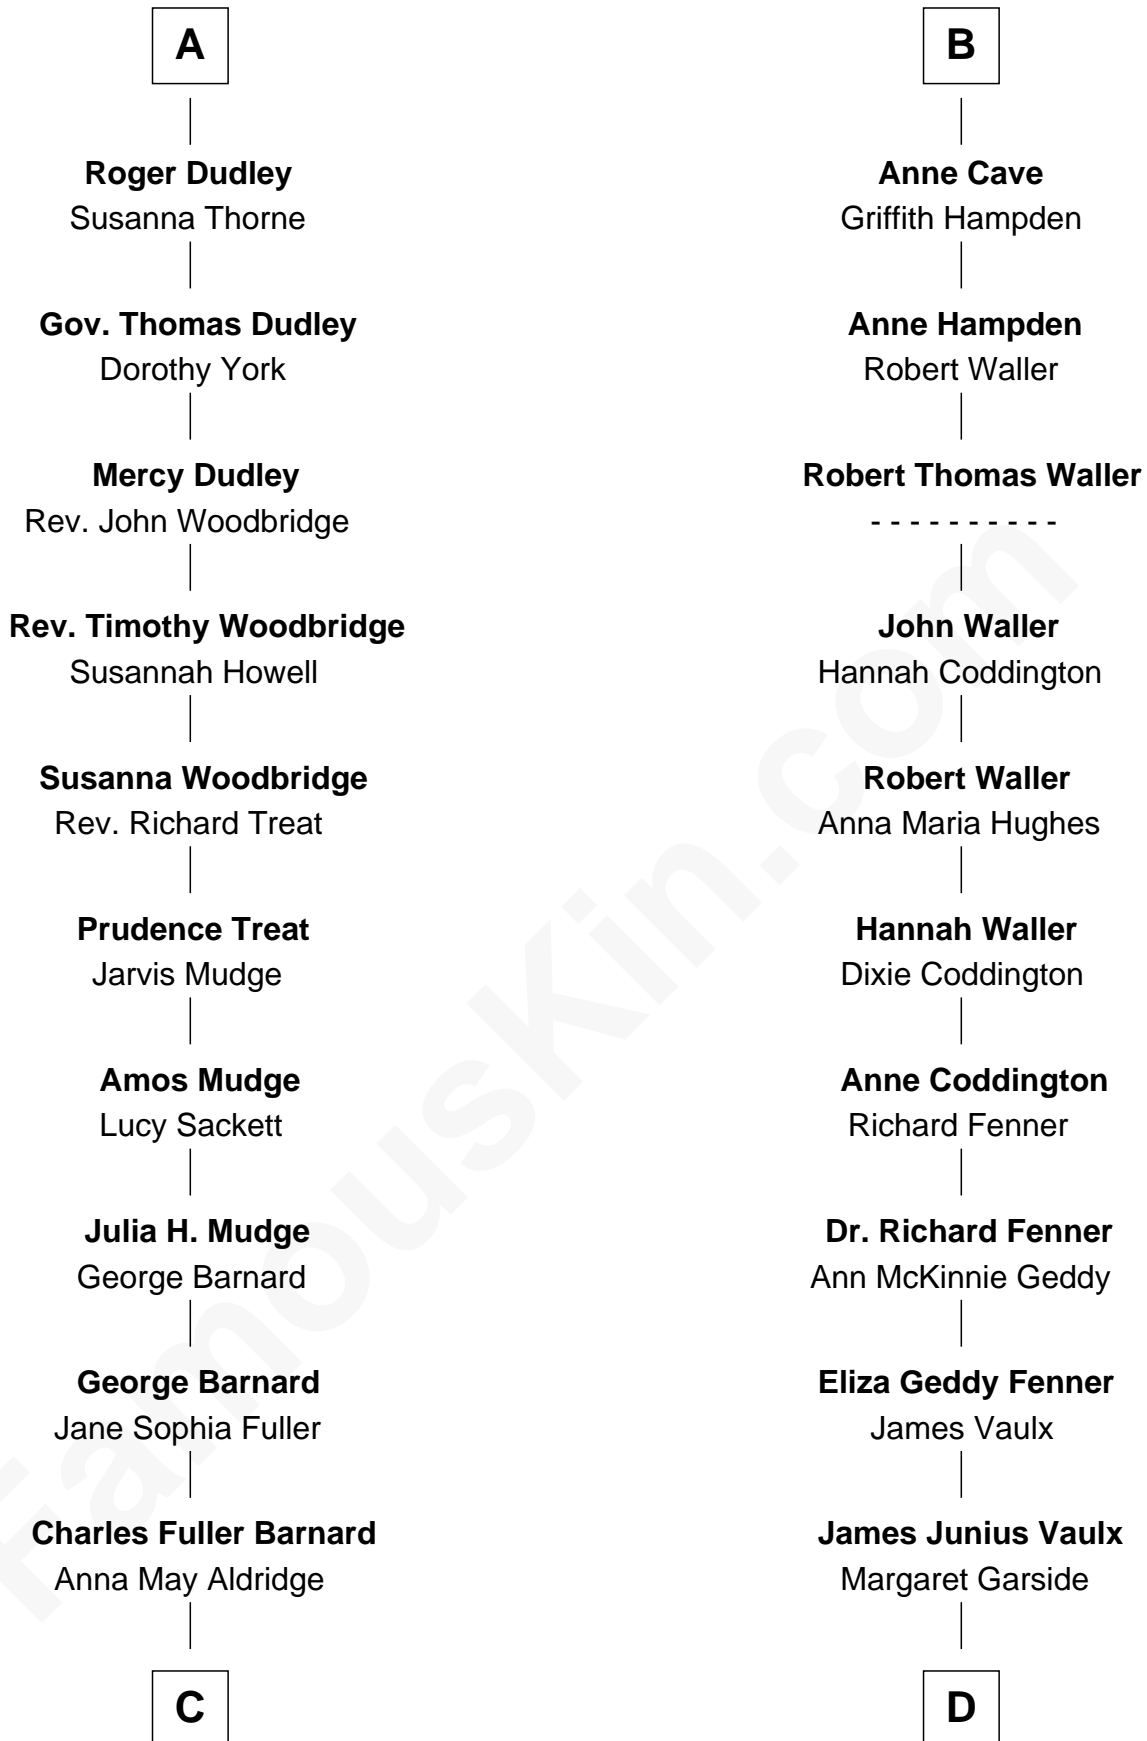 A
Roger Dudley
Susanna Thorne
Gov. Thomas Dudley
Dorothy York
Mercy Dudley
Rev. John Woodbridge
Rev. Timothy Woodbridge
Susannah Howell
Susanna Woodbridge
Rev. Richard Treat
Prudence Treat
Jarvis Mudge
Amos Mudge
Lucy Sackett
Julia H. Mudge
George Barnard
George Barnard
Jane Sophia Fuller
Charles Fuller Barnard
Anna May Aldridge
C
B
Anne Cave
Griffith Hampden
Anne Hampden
Robert Waller
Robert Thomas Waller
- - - - - - - - - -
John Waller
Hannah Coddington
Robert Waller
Anna Maria Hughes
Hannah Waller
Dixie Coddington
Anne Coddington
Richard Fenner
Dr. Richard Fenner
Ann McKinnie Geddy
Eliza Geddy Fenner
James Vaulx
James Junius Vaulx
Margaret Garside
D
FamousKin.com